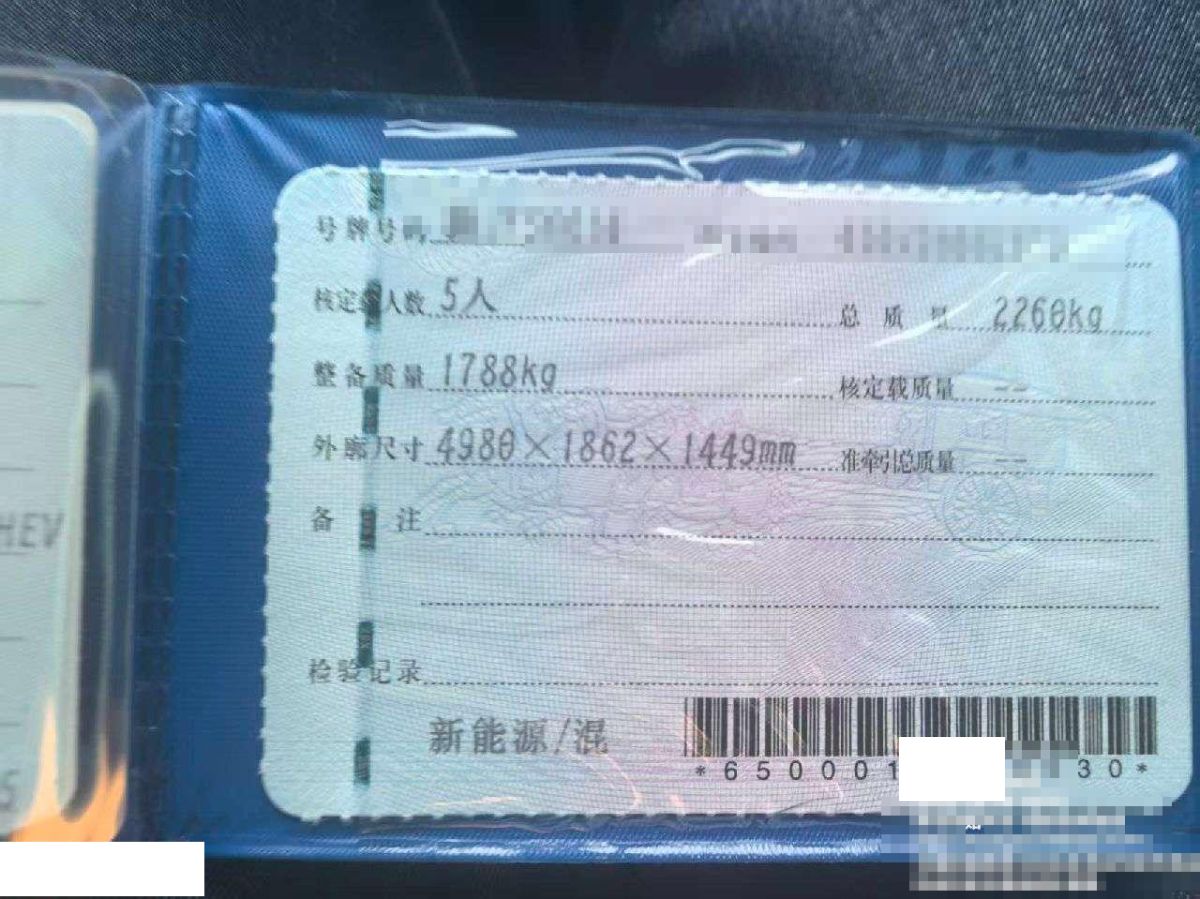 号牌号码
核定载人数 5人 总质量 2260kg
整备质量 1788kg 核定载质量 --
外廓尺寸 4980×1862×1449mm 准牵引总质量 --
备注
检验记录
新能源/混
*650001 30*
HEV